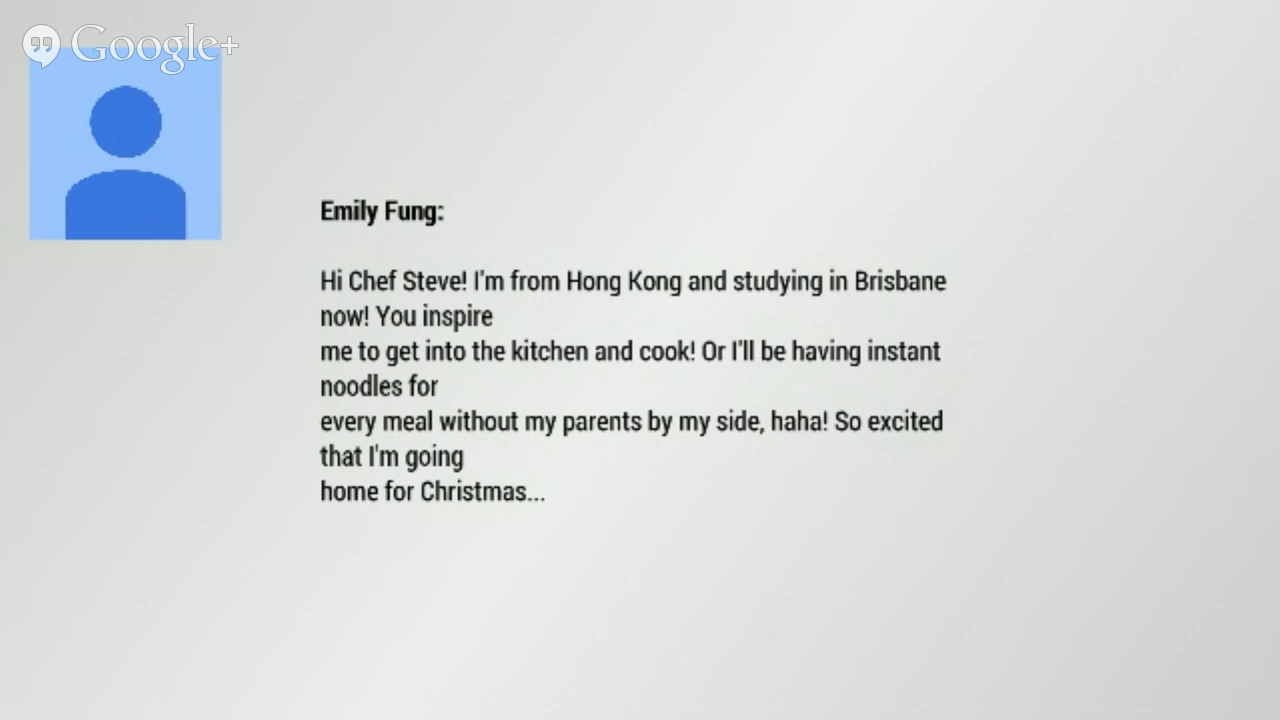 Google+
Emily Fung:
Hi Chef Steve! I'm from Hong Kong and studying in Brisbane
now! You inspire
me to get into the kitchen and cook! Or I'll be having instant
noodles for
every meal without my parents by my side, haha! So excited
that I'm going
home for Christmas...